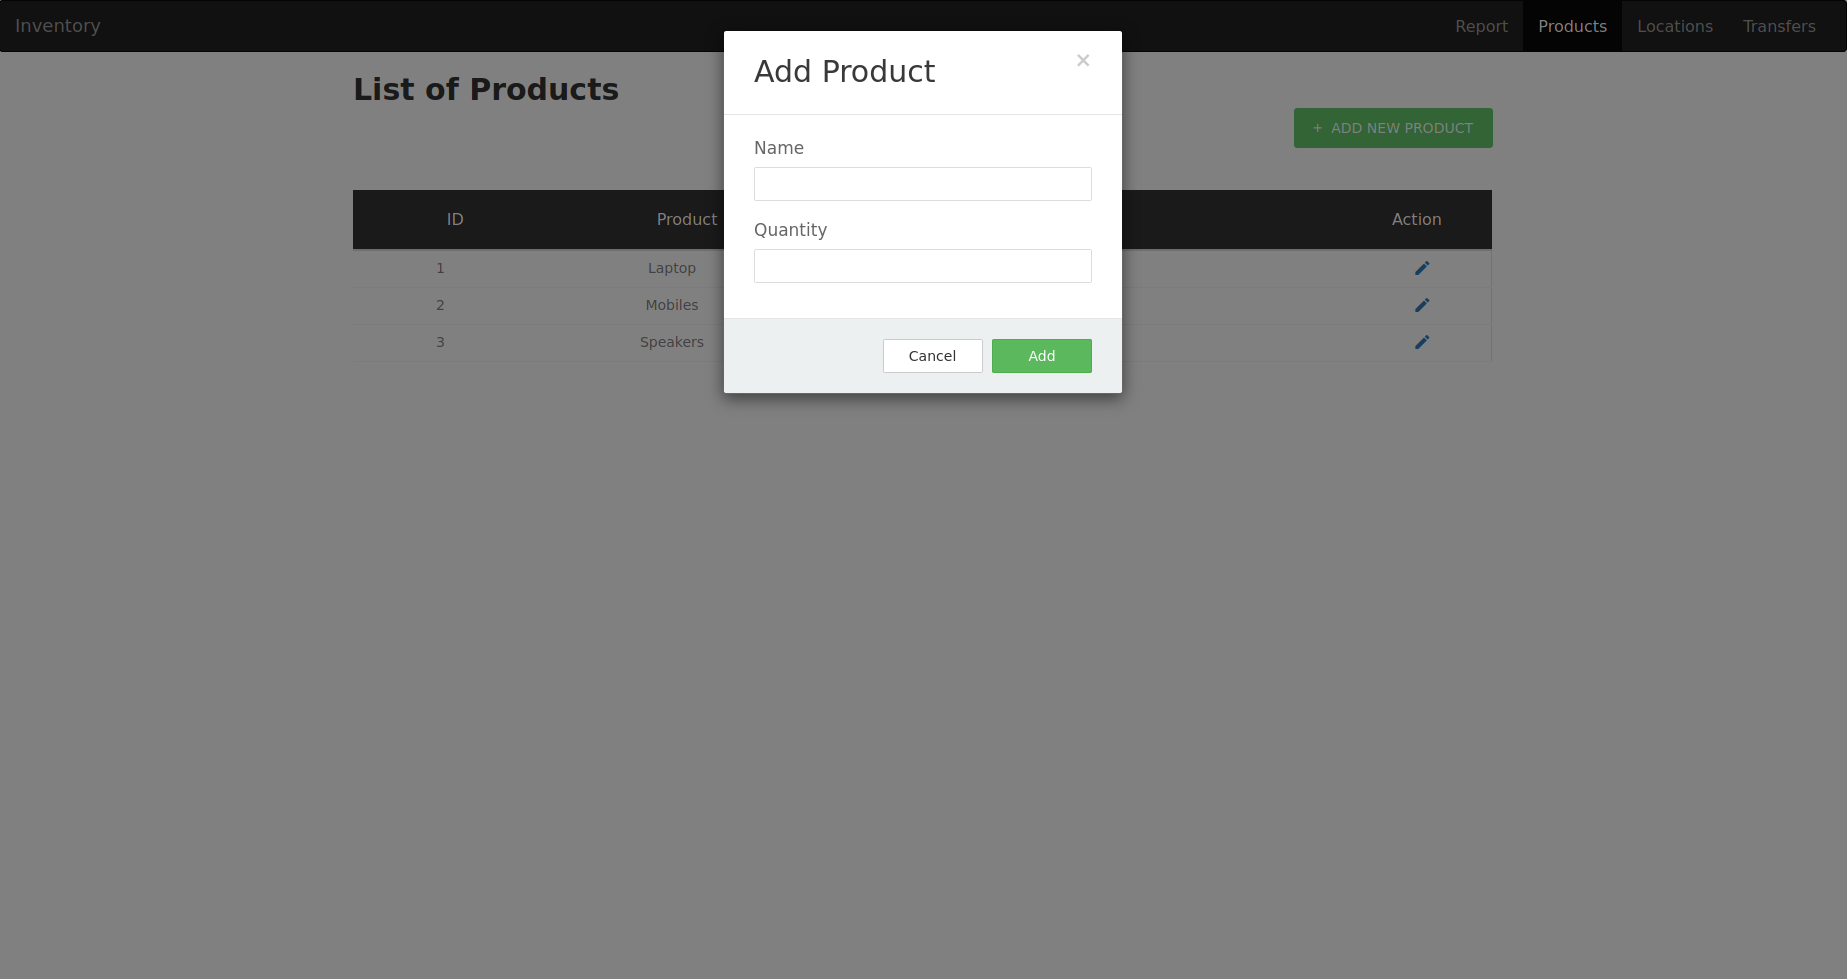 Inventory
Report Products Locations Transfers
List of Products
+ ADD NEW PRODUCT
ID Product Action
1 Laptop
2 Mobiles
3 Speakers
Add Product ×
Name
Quantity
Cancel Add